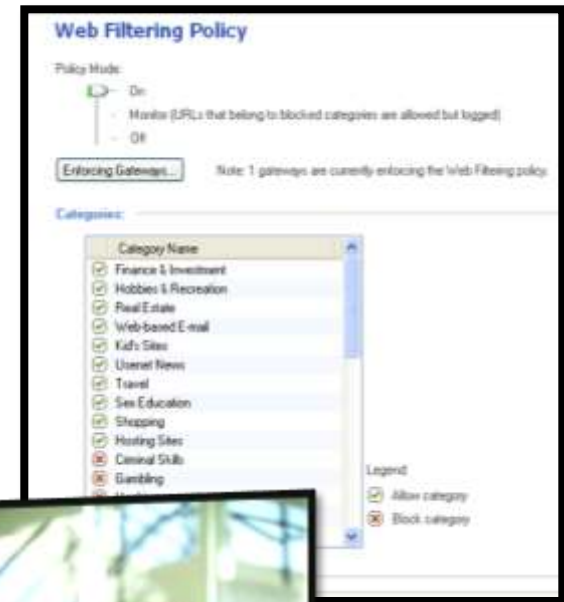 Web Filtering Policy
Policy Mode:
On
Monitor (URLs that belong to blocked categories are allowed but logged)
Off
Enforcing Gateways...
Note: 1 gateways are currently enforcing the Web Filtering policy.
Categories:
Category Name
Finance & Investment
Hobbies & Recreation
Real Estate
Web-based E-mail
Kid's Sites
Usenet News
Travel
Sex Education
Shopping
Hosting Sites
Criminal Skills
Gambling
Legend
Allow category
Block category